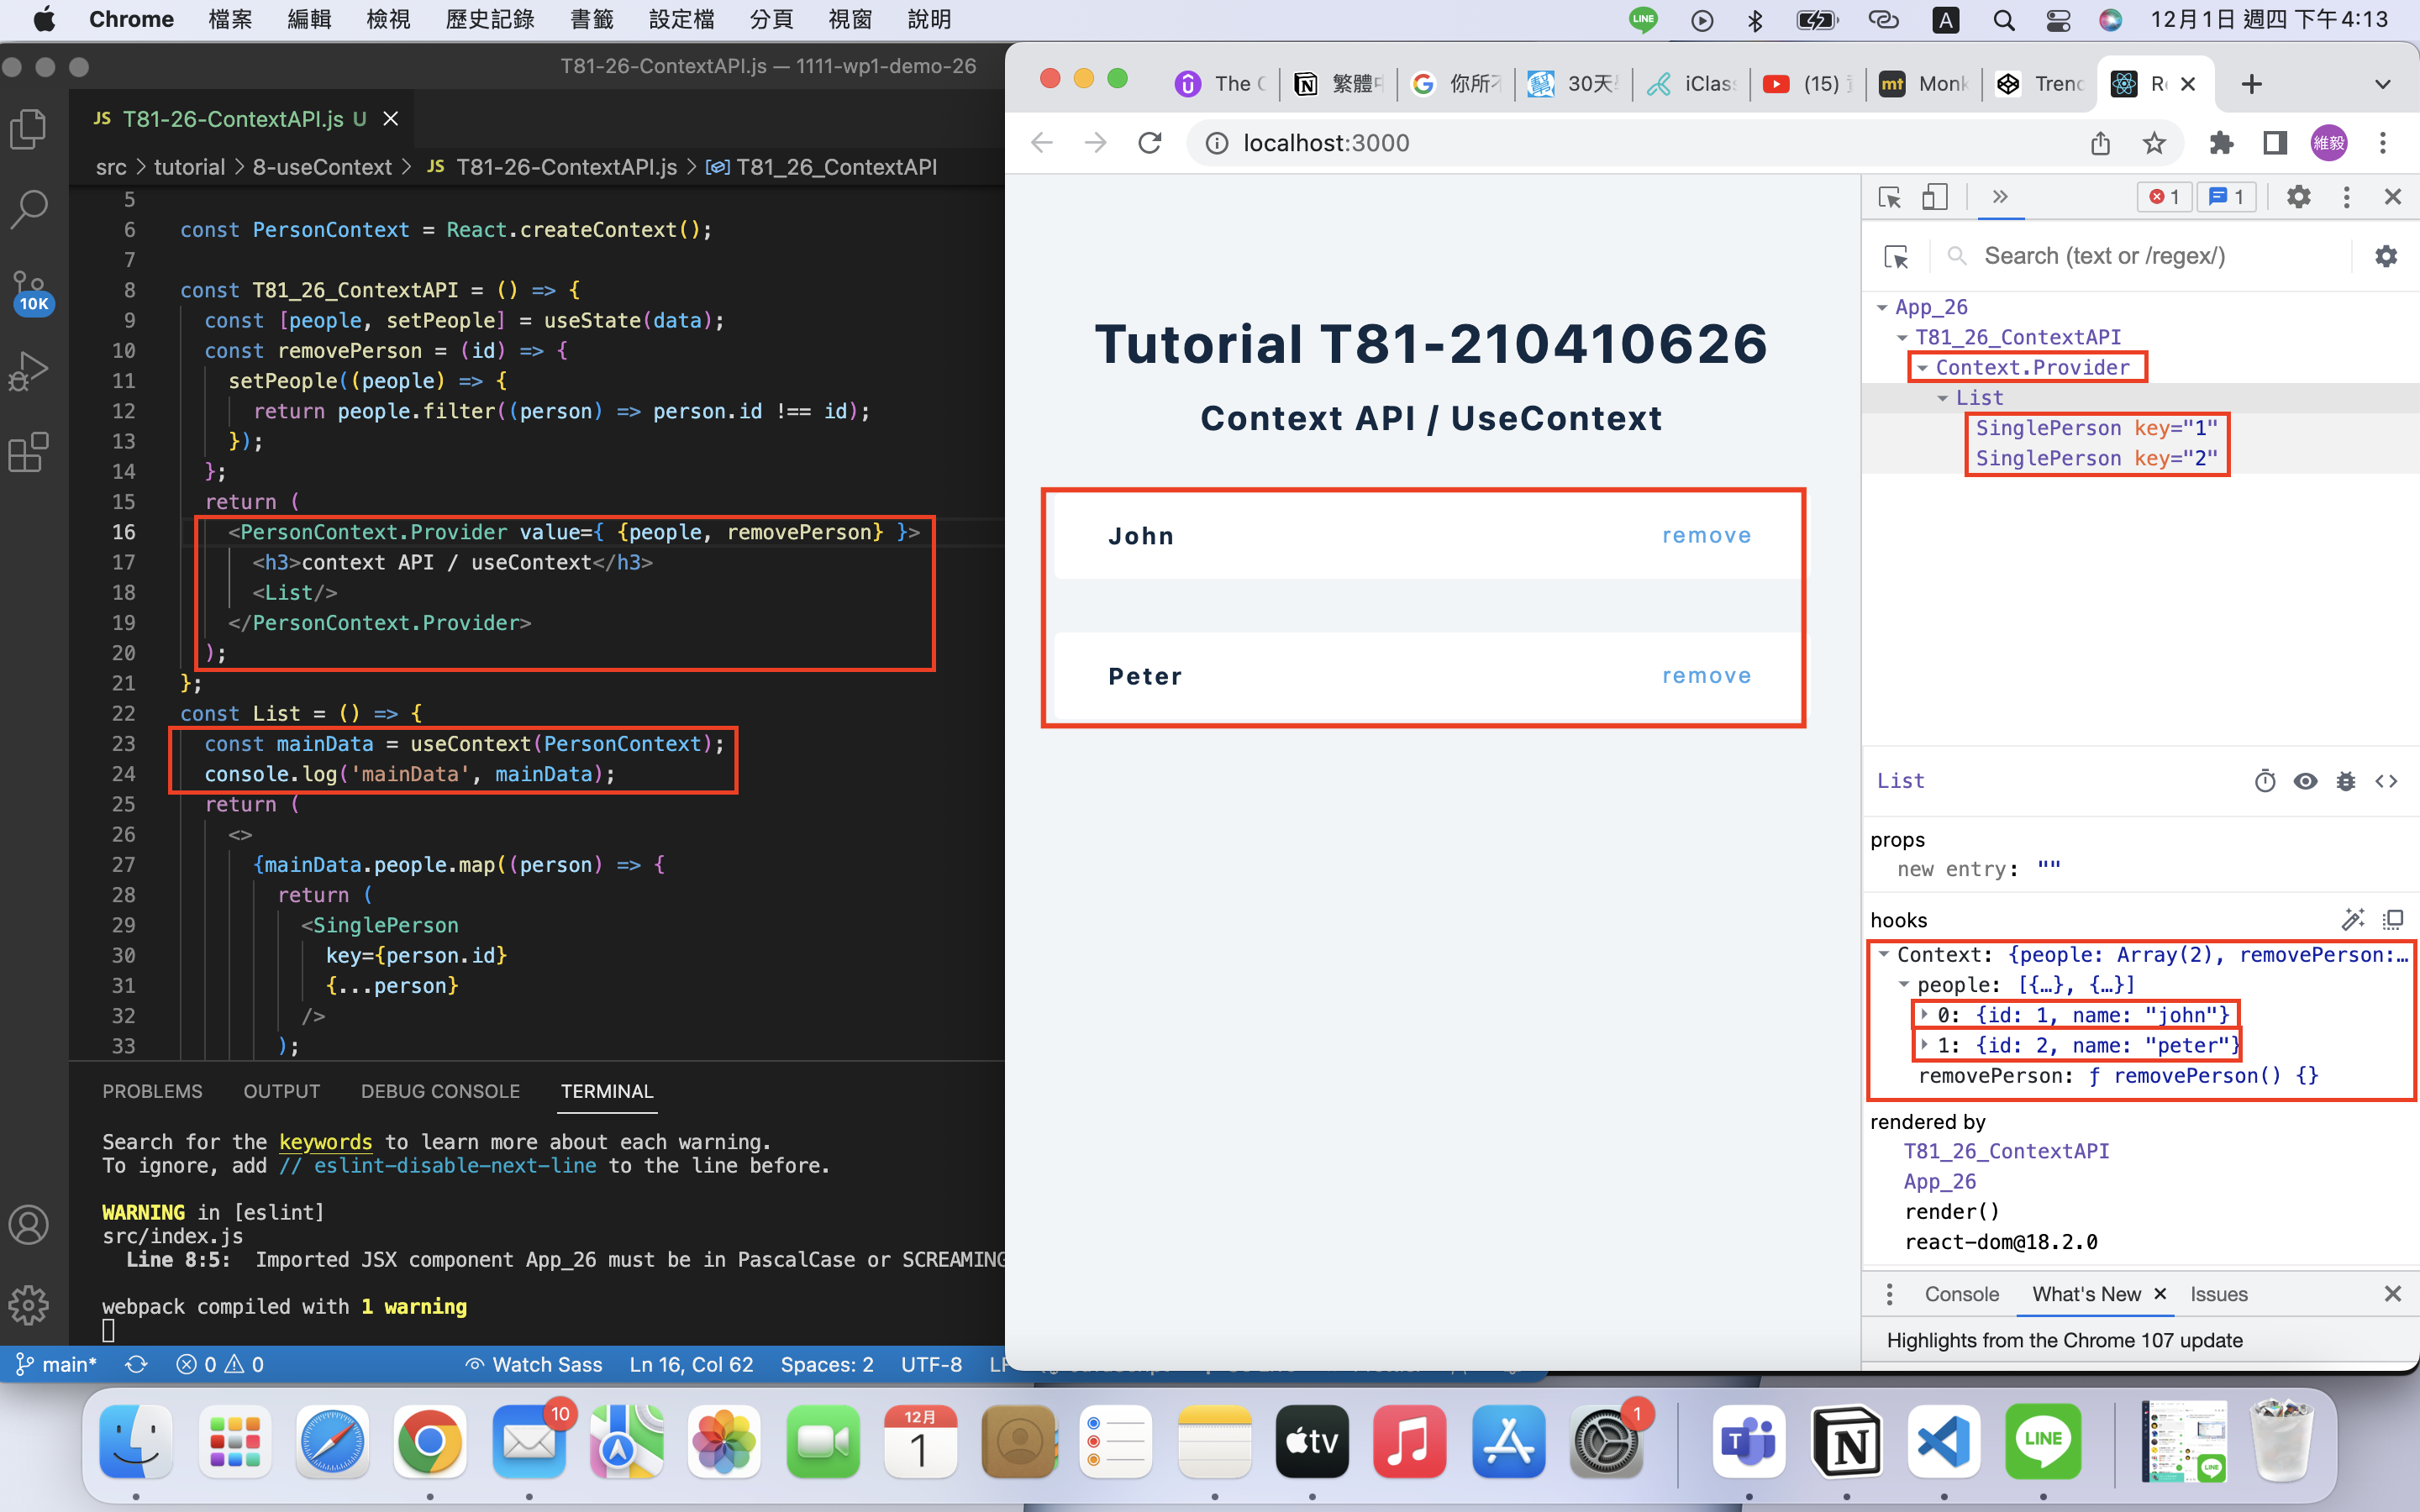 Chrome 檔案 編輯 檢視 歷史記錄 書籤 設定檔 分頁 視窗 說明
LINE A 12月1日 週四 下午4:13
T81-26-ContextAPI.js — 1111-wp1-demo-26
JS T81-26-ContextAPI.js U
src > tutorial > 8-useContext > JS T81-26-ContextAPI.js > T81_26_ContextAPI
10K
5
6 const PersonContext = React.createContext();
7
8 const T81_26_ContextAPI = () => {
9 const [people, setPeople] = useState(data);
10 const removePerson = (id) => {
11 setPeople((people) => {
12 return people.filter((person) => person.id !== id);
13 });
14 };
15 return (
16 <PersonContext.Provider value={ {people, removePerson} }>
17 <h3>context API / useContext</h3>
18 <List/>
19 </PersonContext.Provider>
20 );
21 };
22 const List = () => {
23 const mainData = useContext(PersonContext);
24 console.log('mainData', mainData);
25 return (
26 <>
27 {mainData.people.map((person) => {
28 return (
29 <SinglePerson
30 key={person.id}
31 {...person}
32 />
33 );
PROBLEMS OUTPUT DEBUG CONSOLE TERMINAL
Search for the keywords to learn more about each warning.
To ignore, add // eslint-disable-next-line to the line before.
WARNING in [eslint]
src/index.js
Line 8:5: Imported JSX component App_26 must be in PascalCase or SCREAMING
webpack compiled with 1 warning
main* 0 0 Watch Sass Ln 16, Col 62 Spaces: 2 UTF-8
The 繁體 你所 30天 iClas (15) mt Monk Trend
localhost:3000
維毅
Tutorial T81-210410626
Context API / UseContext
John remove
Peter remove
1 1
Search (text or /regex/)
App_26
T81_26_ContextAPI
Context.Provider
List
SinglePerson key="1"
SinglePerson key="2"
List
props
new entry: ""
hooks
Context: {people: Array(2), removePerson:…
people: [{…}, {…}]
0: {id: 1, name: "john"}
1: {id: 2, name: "peter"}
removePerson: ƒ removePerson() {}
rendered by
T81_26_ContextAPI
App_26
render()
react-dom@18.2.0
Console What's New Issues
Highlights from the Chrome 107 update
10 12月 1 tv 1 T N LINE